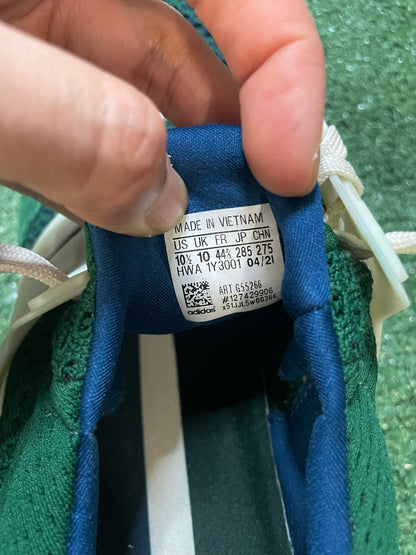 MADE IN VIETNAM
US UK FR JP CHN
10½ 10 44⅔ 285 275
HWA 1Y3001 04/21
ART G55266
#127429906
adidas